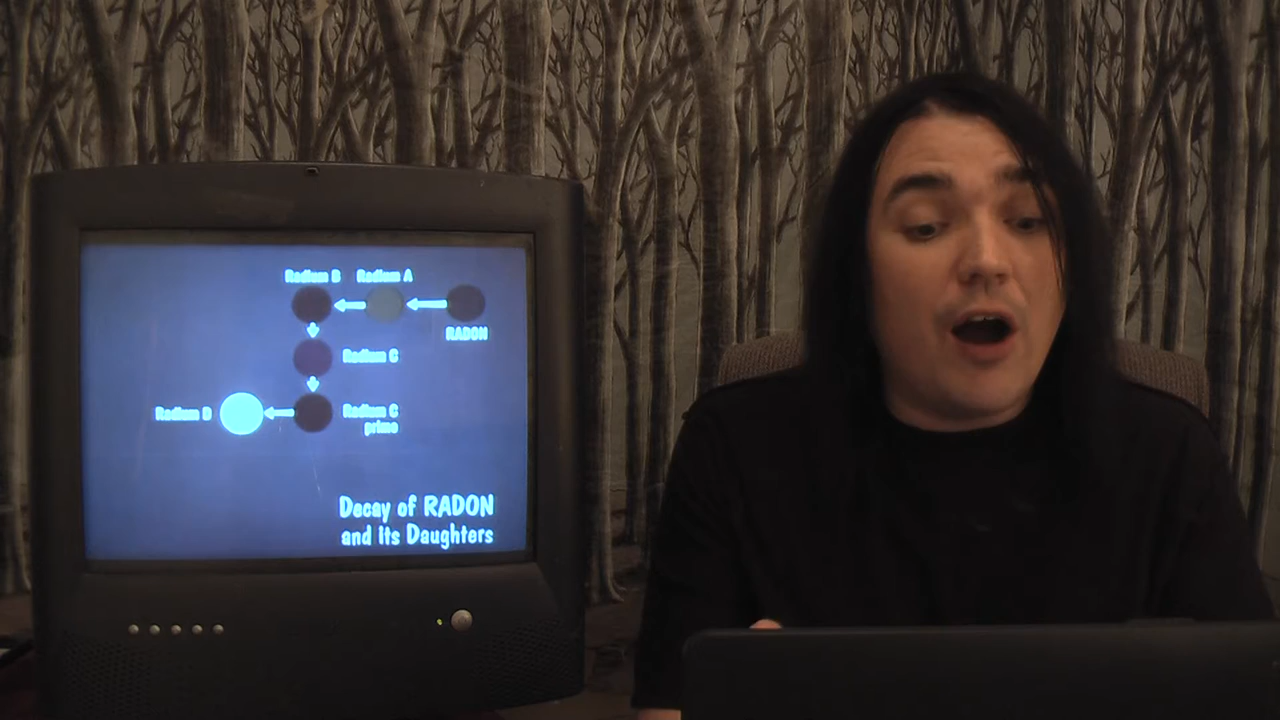 Radium B Radium A
RADON
Radium C
Radium D
Radium C
prime
Decay of RADON
and its Daughters